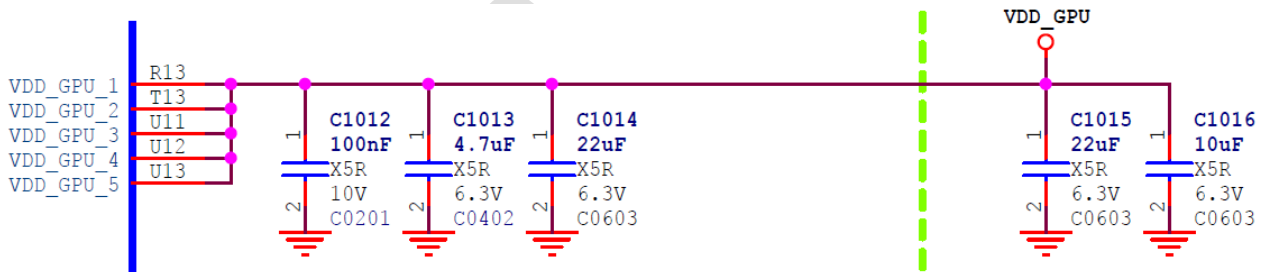 VDD_GPU
VDD_GPU_1 R13
VDD_GPU_2 T13
VDD_GPU_3 U11
VDD_GPU_4 U12
VDD_GPU_5 U13
1 C1012
100nF
X5R
10V
2 C0201
1 C1013
4.7uF
X5R
6.3V
2 C0402
1 C1014
22uF
X5R
6.3V
2 C0603
1 C1015
22uF
X5R
6.3V
2 C0603
1 C1016
10uF
X5R
6.3V
2 C0603